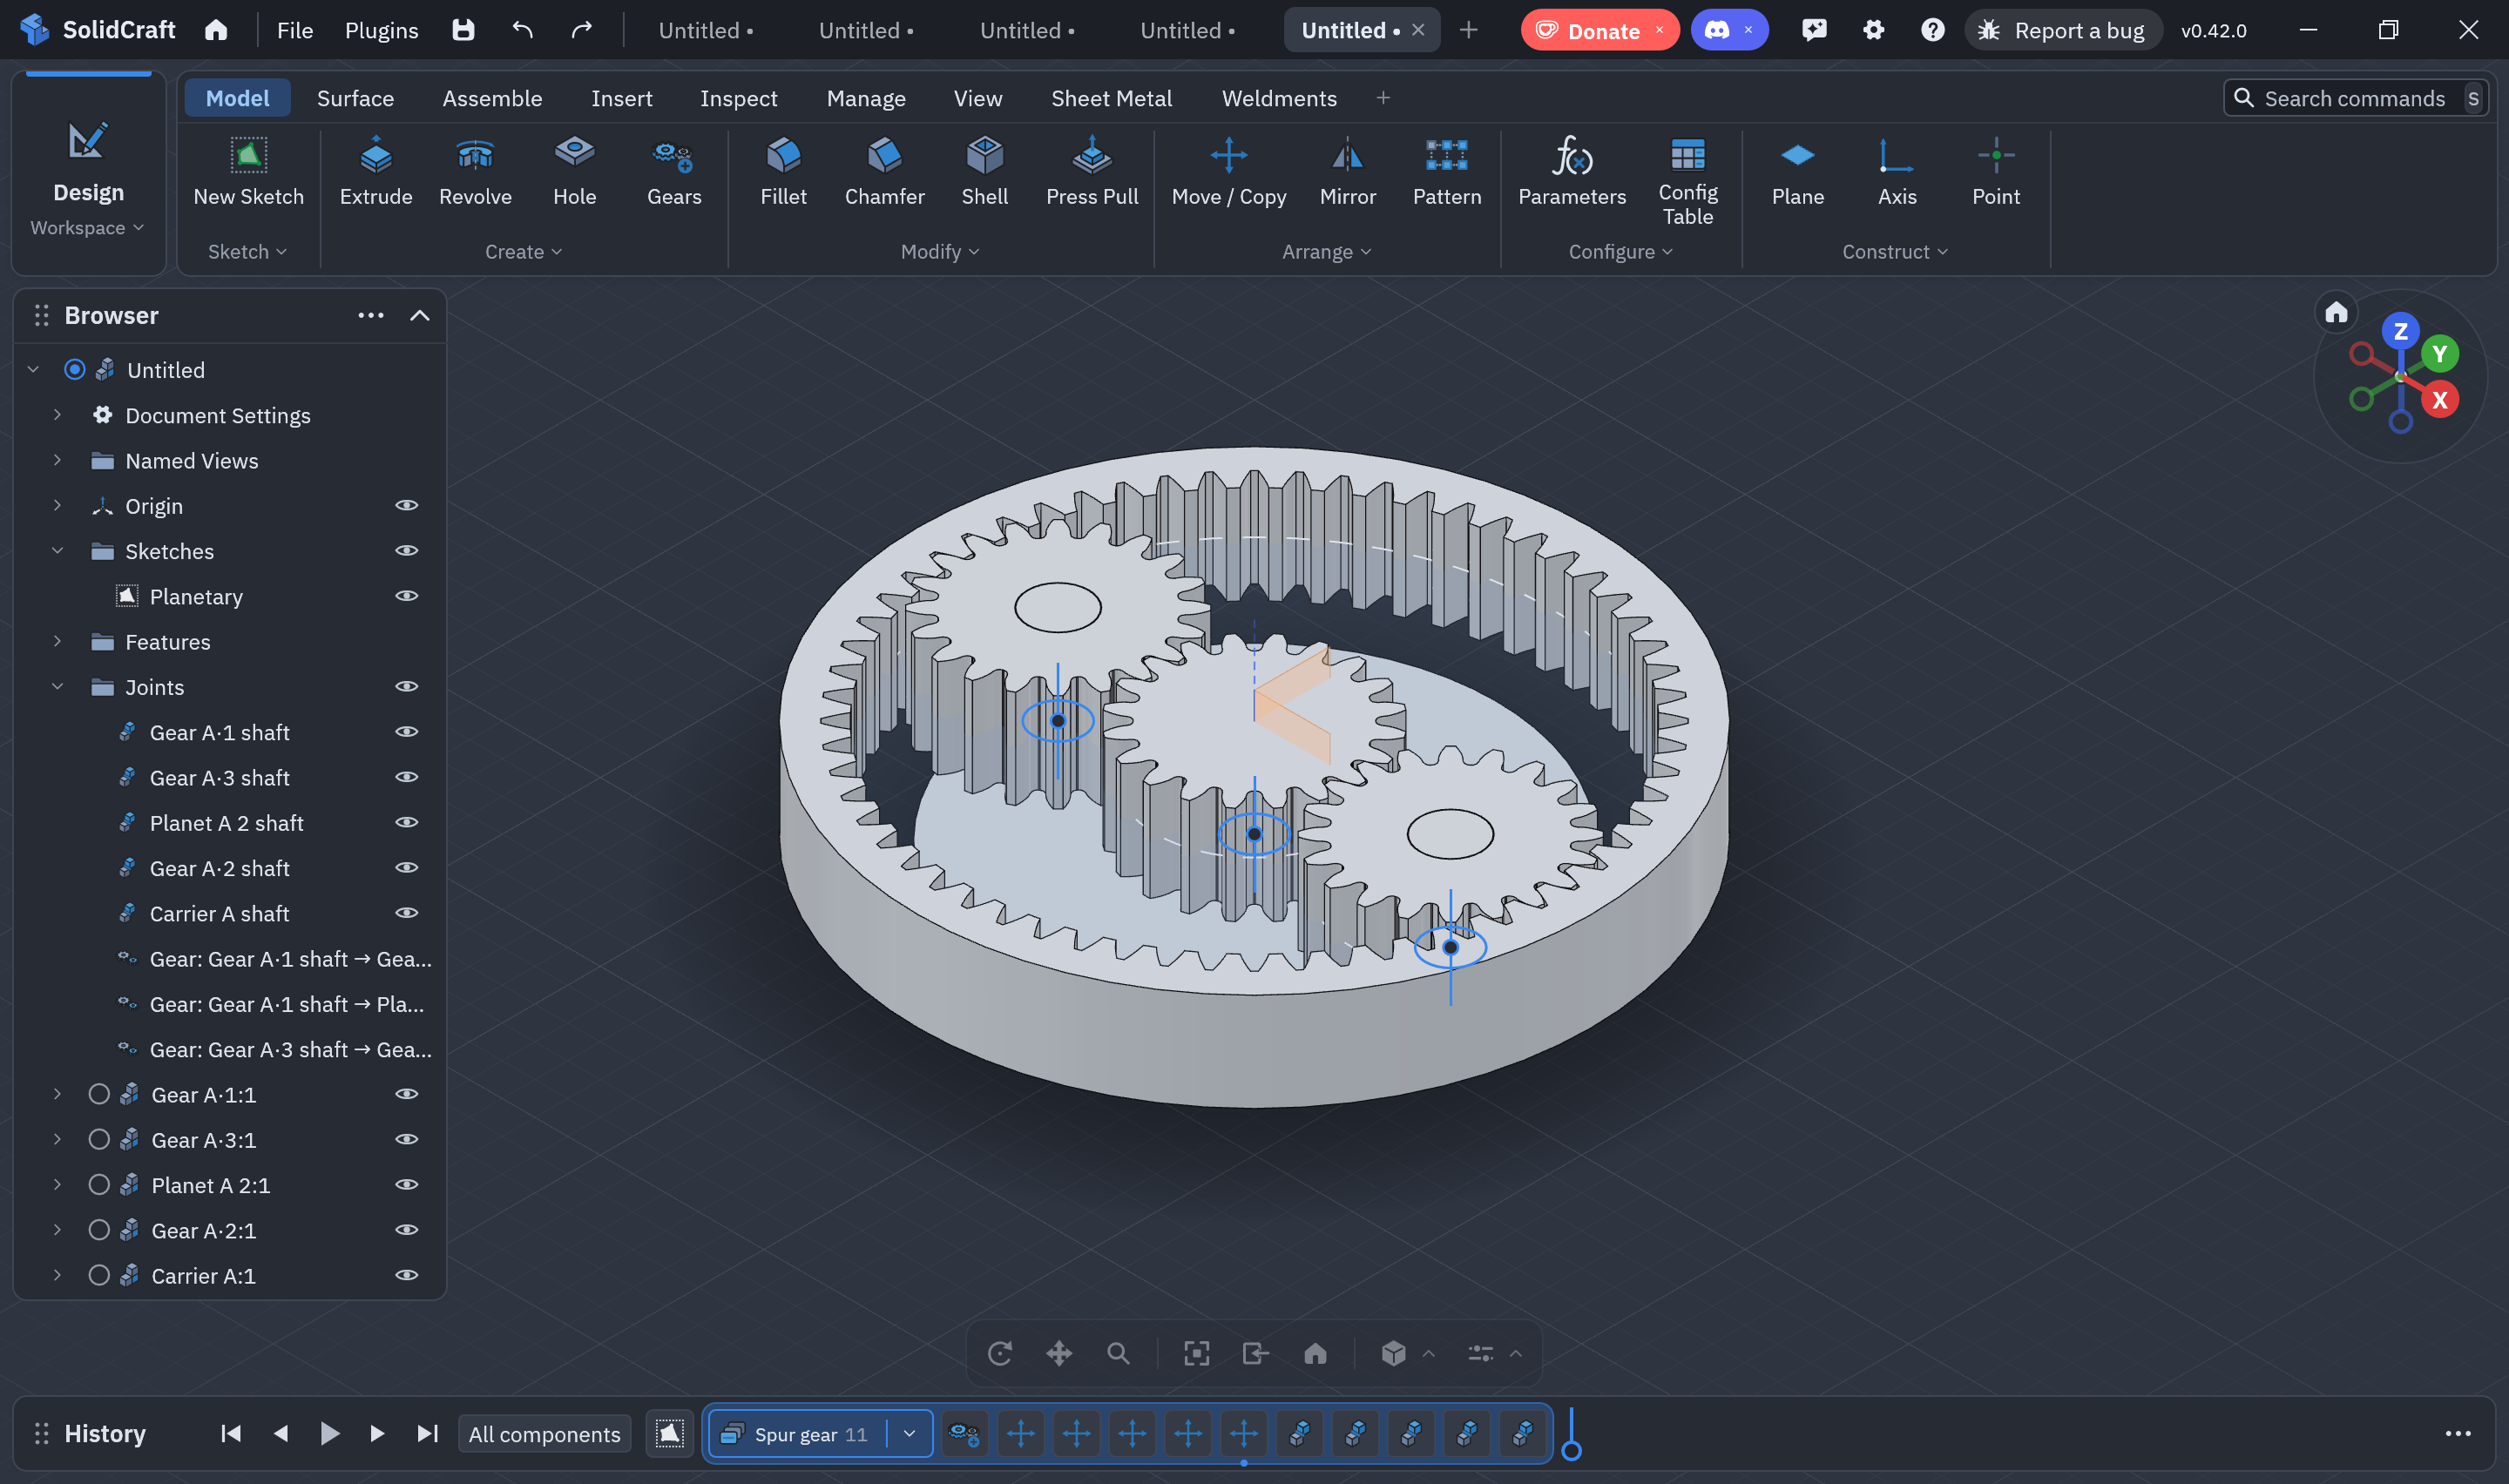 SolidCraft File Plugins Untitled • Untitled • Untitled • Untitled • Untitled • Donate × × Report a bug v0.42.0
Design
Workspace
Model Surface Assemble Insert Inspect Manage View Sheet Metal Weldments + Search commands S
New Sketch Extrude Revolve Hole Gears Fillet Chamfer Shell Press Pull Move / Copy Mirror Pattern Parameters Config Table Plane Axis Point
Sketch Create Modify Arrange Configure Construct
Browser
Untitled
Document Settings
Named Views
Origin
Sketches
Planetary
Features
Joints
Gear A·1 shaft
Gear A·3 shaft
Planet A 2 shaft
Gear A·2 shaft
Carrier A shaft
Gear: Gear A·1 shaft → Gea...
Gear: Gear A·1 shaft → Pla...
Gear: Gear A·3 shaft → Gea...
Gear A·1:1
Gear A·3:1
Planet A 2:1
Gear A·2:1
Carrier A:1
Z
Y
X
History All components Spur gear 11